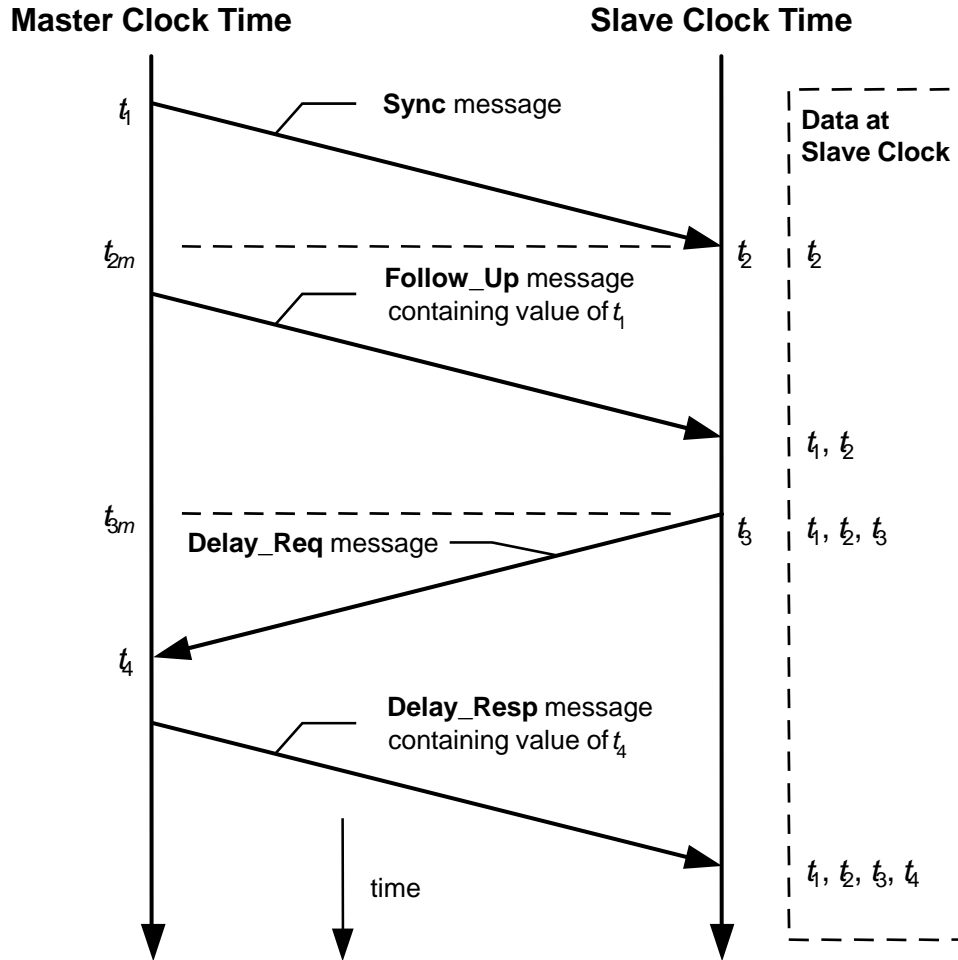 Master Clock Time
Slave Clock Time
t1
Sync message
Data at
Slave Clock
t2m
t2
t2
Follow_Up message
containing value of t1
t1, t2
t3m
t3
t1, t2, t3
Delay_Req message
t4
Delay_Resp message
containing value of t4
t1, t2, t3, t4
time